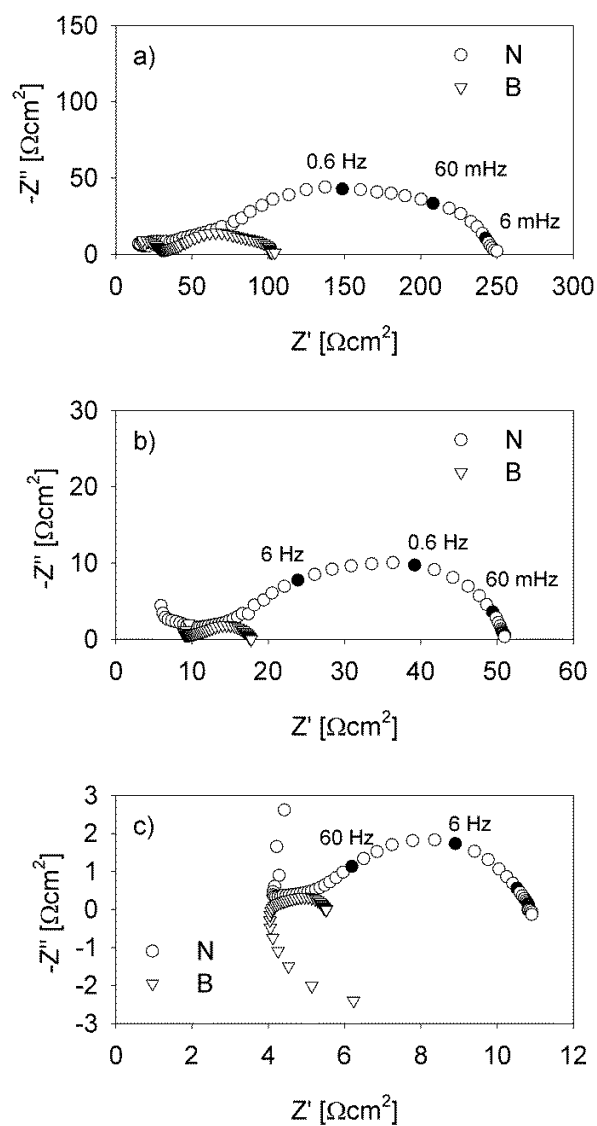 a)
N
B
0.6 Hz
60 mHz
6 mHz
-Z" [Ωcm²]
150
100
50
0
0 50 100 150 200 250 300
Z' [Ωcm²]
b)
N
B
6 Hz
0.6 Hz
60 mHz
-Z" [Ωcm²]
30
20
10
0
0 10 20 30 40 50 60
Z' [Ωcm²]
c)
60 Hz
6 Hz
N
B
-Z" [Ωcm²]
3
2
1
0
-1
-2
-3
0 2 4 6 8 10 12
Z' [Ωcm²]